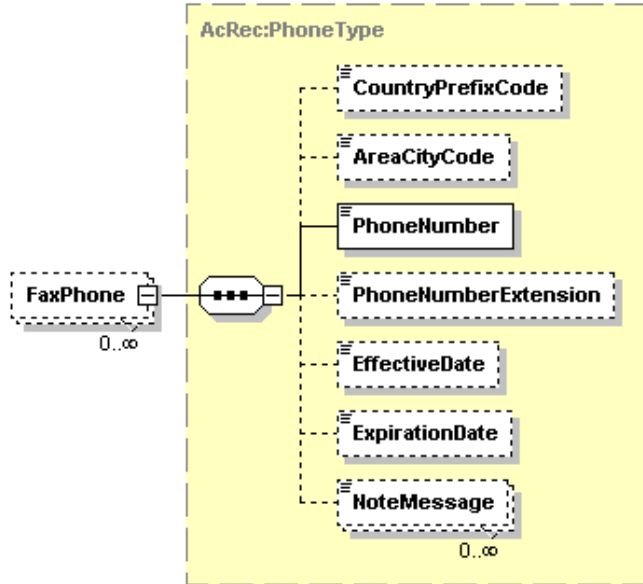 AcRec:PhoneType
CountryPrefixCode
AreaCityCode
PhoneNumber
FaxPhone
0..∞
PhoneNumberExtension
EffectiveDate
ExpirationDate
NoteMessage
0..∞